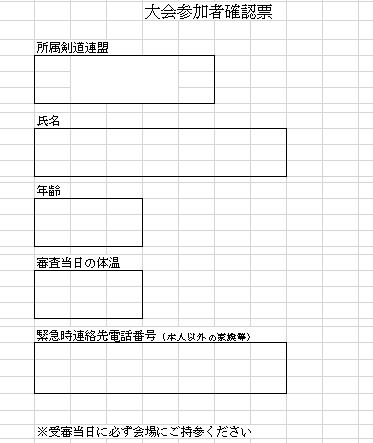 大会参加者確認票
所属剣道連盟
氏名
年齢
審査当日の体温
緊急時連絡先電話番号（本人以外の家族等）
※受審当日に必ず会場にご持参ください